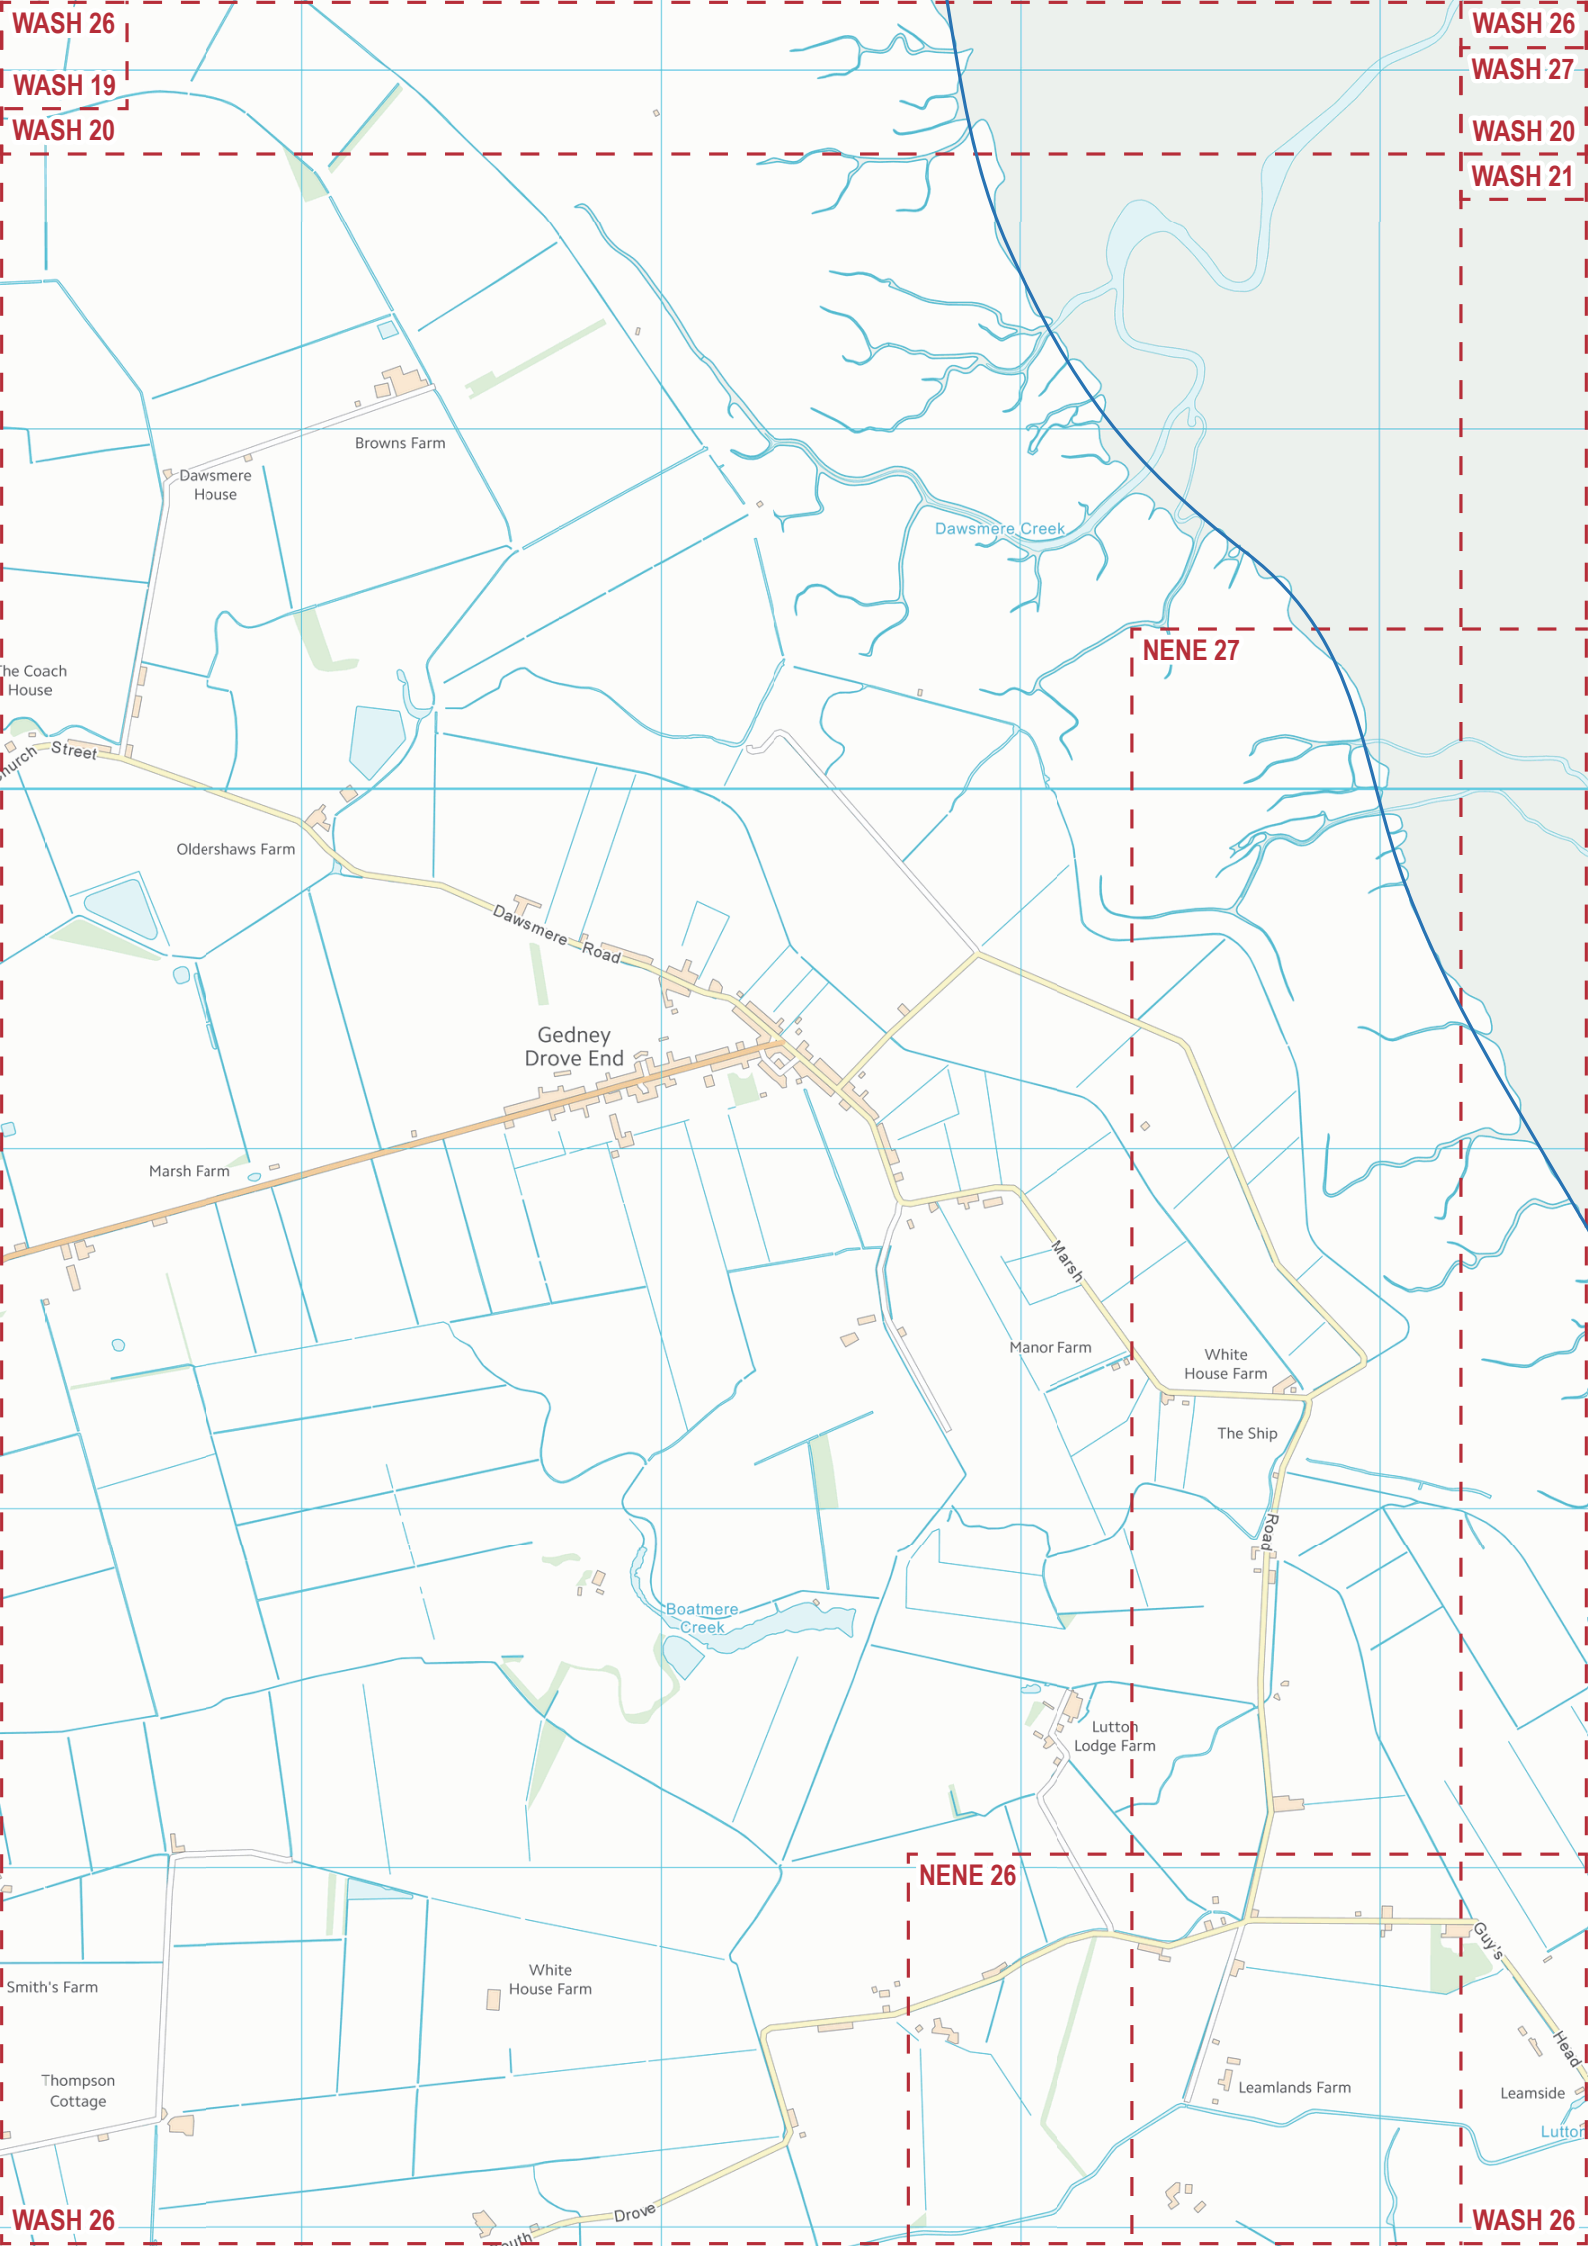 WASH 26
WASH 26
WASH 27
WASH 19
WASH 20
WASH 20
WASH 21
Browns Farm
Dawsmere
House
Dawsmere Creek
NENE 27
The Coach
House
Church Street
Oldershaws Farm
Dawsmere Road
Gedney
Drove End
Marsh Farm
Marsh
Manor Farm
White
House Farm
The Ship
Road
Boatmere
Creek
Lutton
Lodge Farm
NENE 26
Guy's
Head
White
House Farm
Smith's Farm
Thompson
Cottage
Leamlands Farm
Leamside
Lutton
Drove
WASH 26
WASH 26